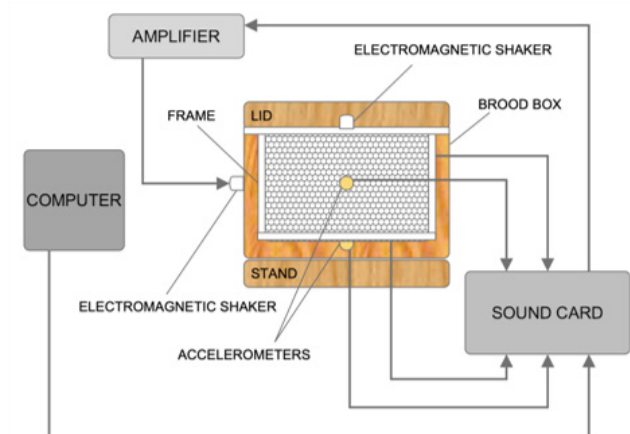 AMPLIFIER
ELECTROMAGNETIC SHAKER
BROOD BOX
FRAME
LID
COMPUTER
STAND
ELECTROMAGNETIC SHAKER
SOUND CARD
ACCELEROMETERS